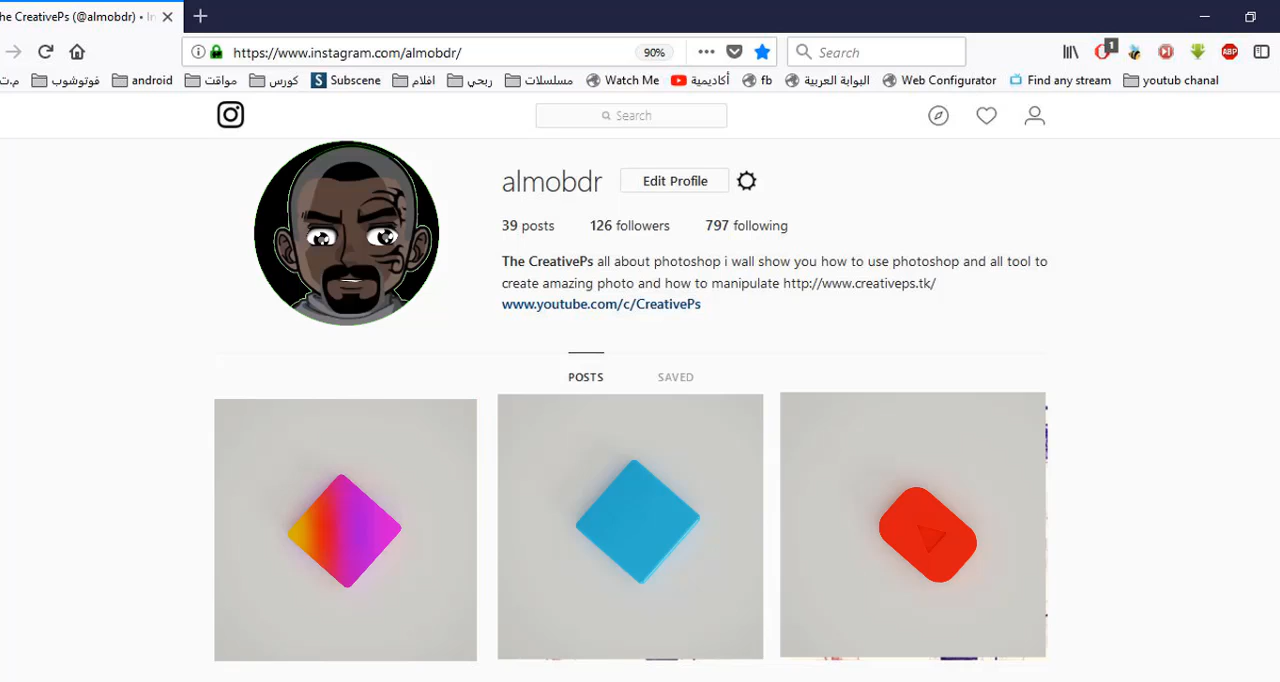 he CreativePs (@almobdr) • In
https://www.instagram.com/almobdr/
90%
Search
1
م.ت
فوتوشوب
android
مواقت
كورس
S Subscene
افلام
ربحي
مسلسلات
Watch Me
أكاديمية
fb
البوابة العربية
Web Configurator
Find any stream
youtub chanal
ABP
Search
almobdr
Edit Profile
39 posts 126 followers 797 following
The CreativePs all about photoshop i wall show you how to use photoshop and all tool to
create amazing photo and how to manipulate http://www.creativeps.tk/
www.youtube.com/c/CreativePs
POSTS SAVED